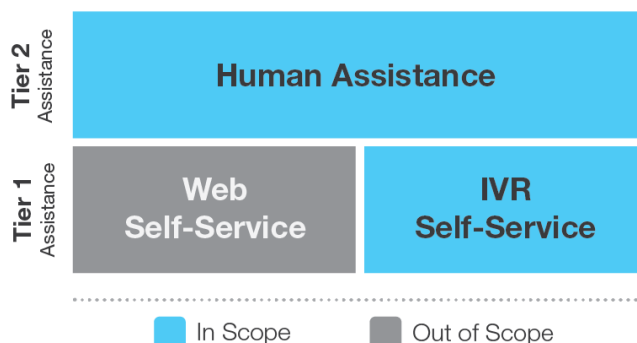 Tier 2
Assistance
Human Assistance
Tier 1
Assistance
Web
Self-Service
IVR
Self-Service
In Scope
Out of Scope